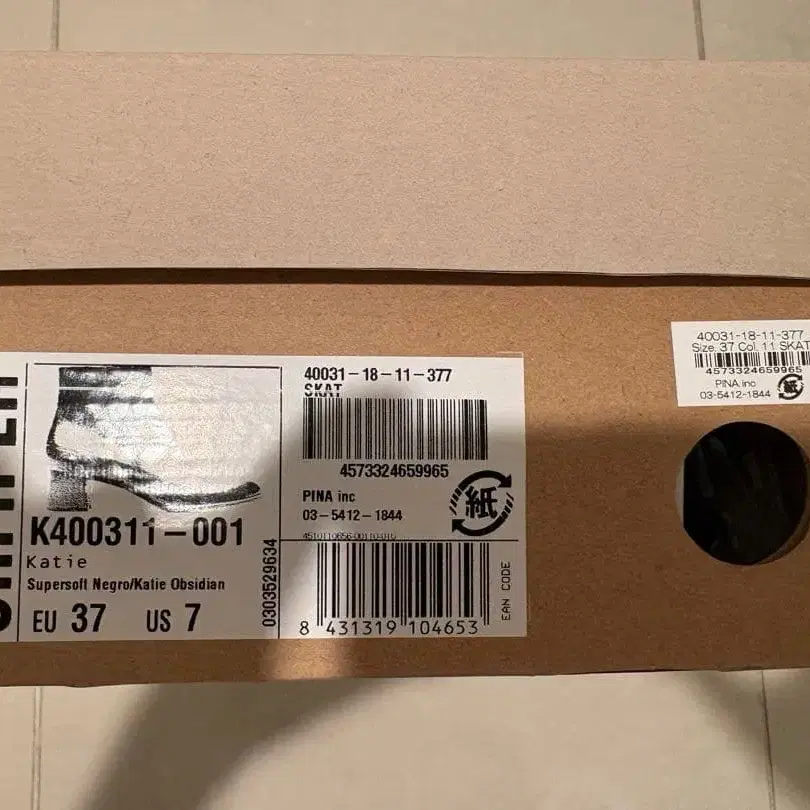 40031-18-11-377
Size. 37 Col. 11 SKAT
4573324659965
PINA inc
03-5412-1844
40031-18-11-377
SKAT
4573324659965
PINA inc
03-5412-1844
紙
K400311-001
Katie
Supersoft Negro/Katie Obsidian
EU 37 US 7
0303529634
8 431319 104653
EAN CODE